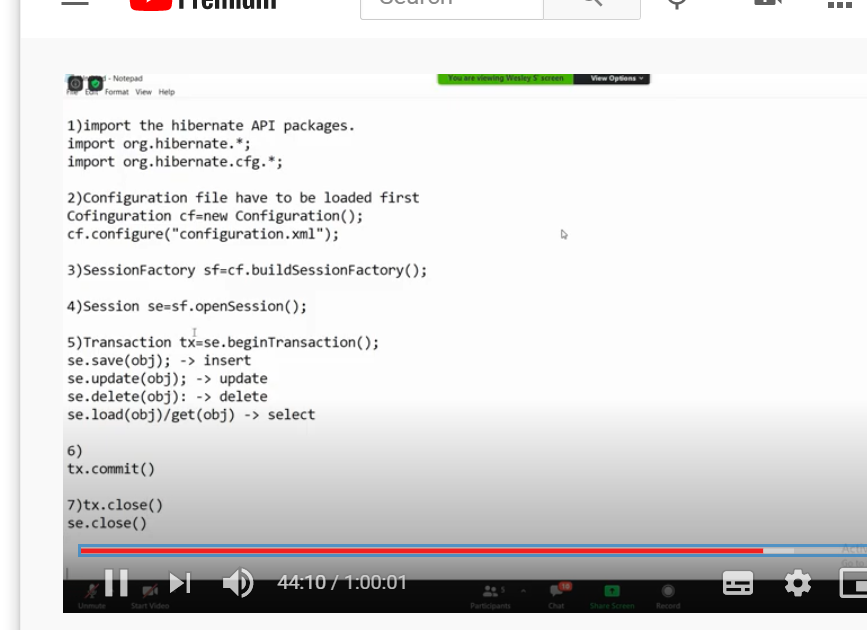 Premium
Search
- Notepad
You are viewing Wesley S' screen View Options
File Edit Format View Help
1)import the hibernate API packages.
import org.hibernate.*;
import org.hibernate.cfg.*;
2)Configuration file have to be loaded first
Cofinguration cf=new Configuration();
cf.configure("configuration.xml");
3)SessionFactory sf=cf.buildSessionFactory();
4)Session se=sf.openSession();
5)Transaction tx=se.beginTransaction();
se.save(obj); -> insert
se.update(obj); -> update
se.delete(obj): -> delete
se.load(obj)/get(obj) -> select
6)
tx.commit()
7)tx.close()
se.close()
44:10 / 1:00:01
Unmute Start Video Participants Chat Share Screen Record